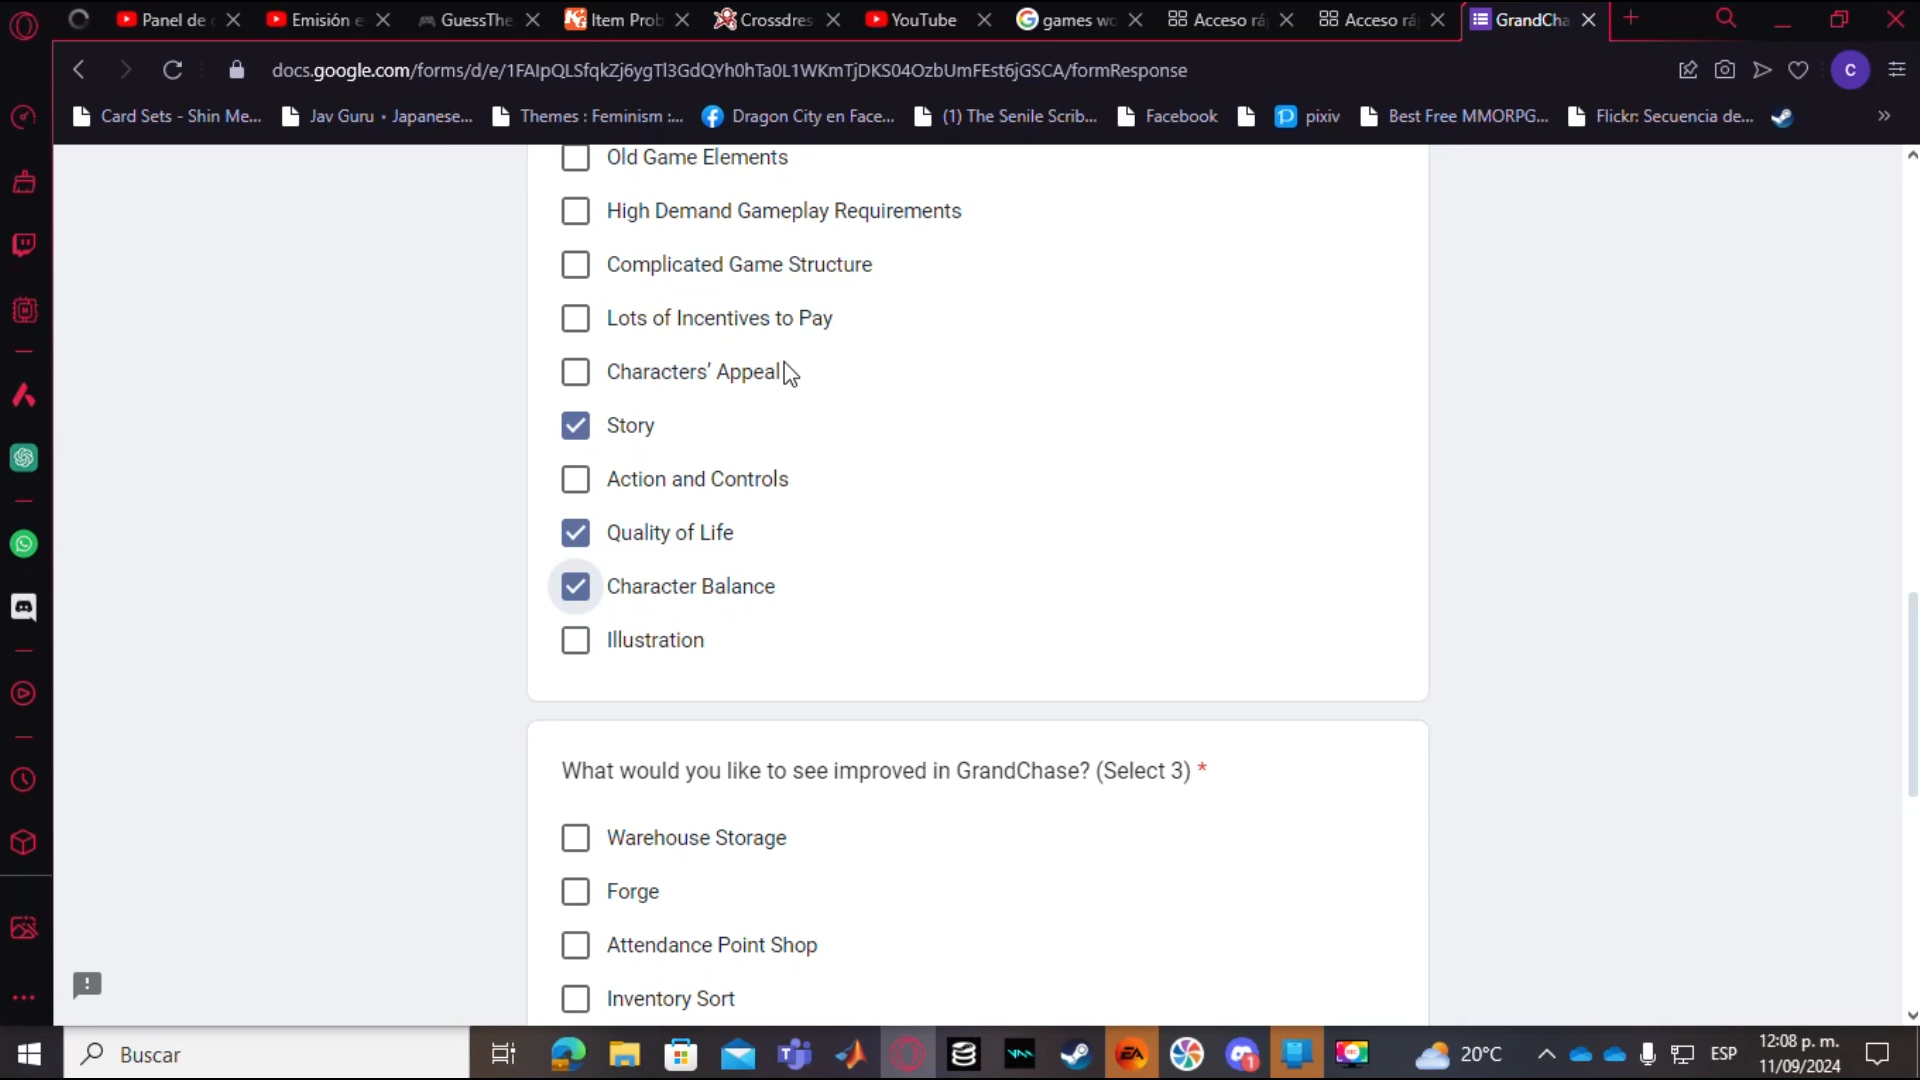 Panel de
Emisión e
GuessThe
Item Prob
Crossdres
YouTube
games wo
Acceso rá
Acceso rá
GrandCha
docs.google.com/forms/d/e/1FAIpQLSfqkZj6ygTl3GdQYh0hTa0L1WKmTjDKS04OzbUmFEst6jGSCA/formResponse
C
Card Sets - Shin Me...
Jav Guru • Japanese...
Themes : Feminism :...
Dragon City en Face...
(1) The Senile Scrib...
Facebook
pixiv
Best Free MMORPG...
Flickr: Secuencia de...
Old Game Elements
High Demand Gameplay Requirements
Complicated Game Structure
Lots of Incentives to Pay
Characters’ Appeal
Story
Action and Controls
Quality of Life
Character Balance
Illustration
What would you like to see improved in GrandChase? (Select 3) *
Warehouse Storage
Forge
Attendance Point Shop
Inventory Sort
Buscar
EA
1
20°C
ESP
12:08 p. m.
11/09/2024